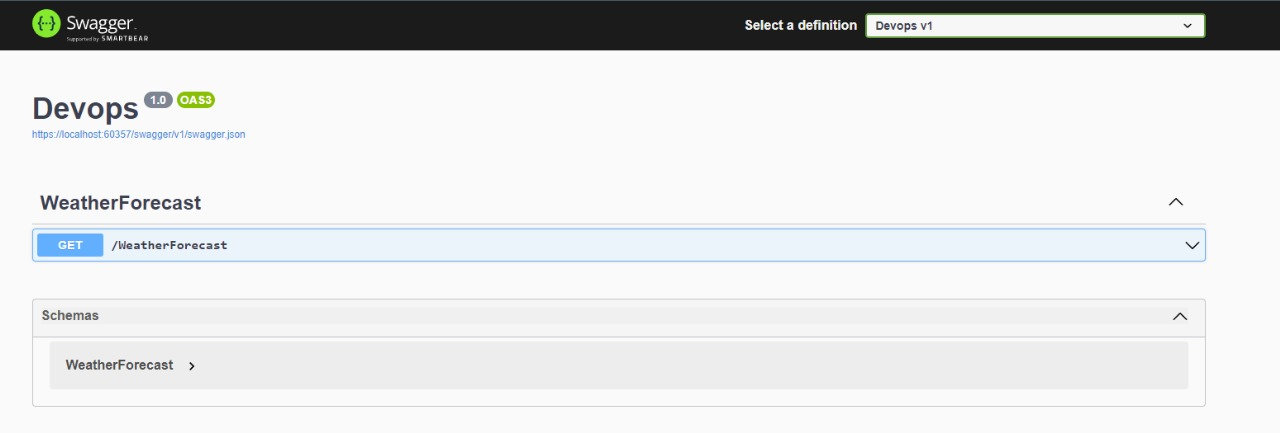 Swagger
Supported by SMARTBEAR
Select a definition
Devops v1
Devops 1.0 OAS3
https://localhost:60357/swagger/v1/swagger.json
WeatherForecast
GET /WeatherForecast
Schemas
WeatherForecast